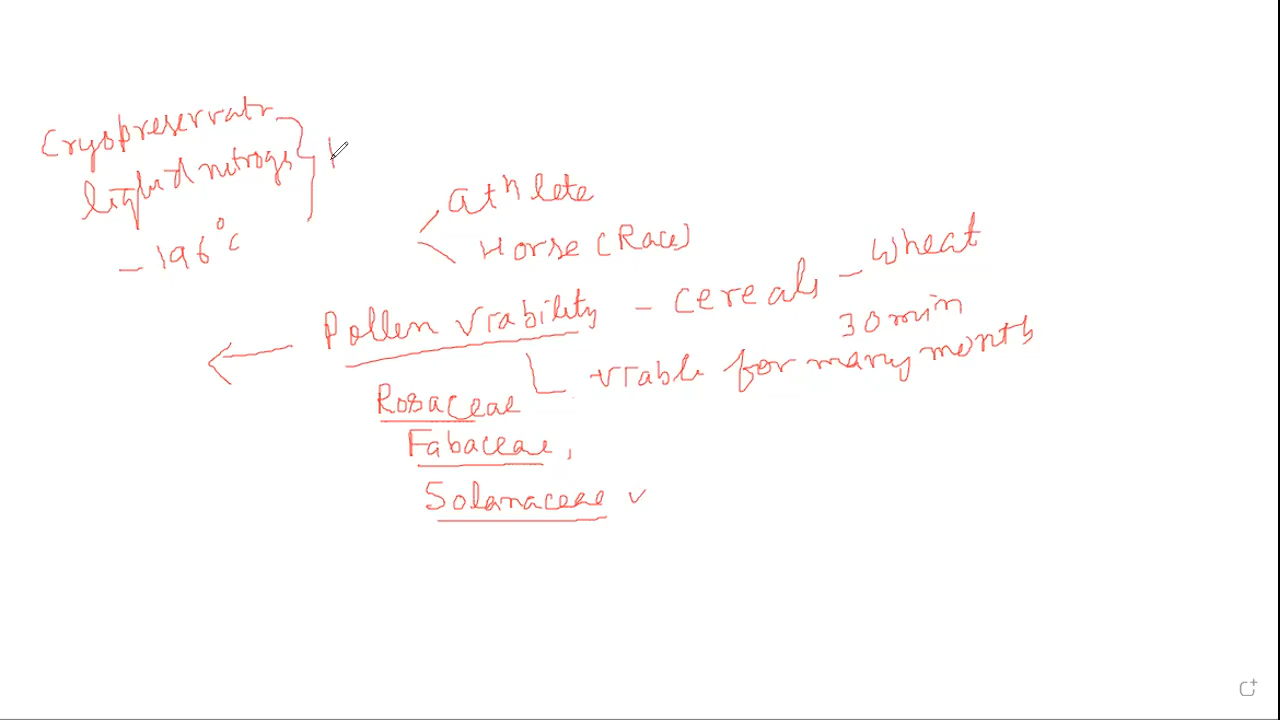 Cryopreservatn
liquid nitrogs
- 196°c
athlete
Horse (Race)
Pollen viability - cereals - wheat
30 min
viable for many months
Rosaceae
Fabaceae,
Solanaceae